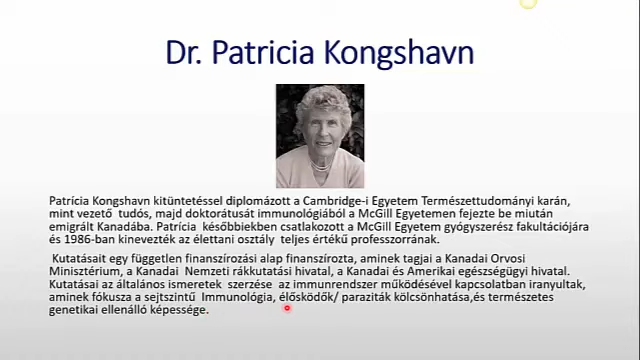 Dr. Patricia Kongshavn
Patrícia Kongshavn kitüntetéssel diplomázott a Cambridge-i Egyetem Természettudományi karán,
mint vezető tudós, majd doktorátusát immunológiából a McGill Egyetemen fejezte be miután
emigrált Kanadába. Patrícia későbbiekben csatlakozott a McGill Egyetem gyógyszerész fakultációjára
és 1986-ban kinevezték az élettani osztály teljes értékű professzorrának.
Kutatásait egy független finanszírozási alap finanszírozta, aminek tagjai a Kanadai Orvosi
Minisztérium, a Kanadai Nemzeti rákkutatási hivatal, a Kanadai és Amerikai egészségügyi hivatal.
Kutatásai az általános ismeretek szerzése az immunrendszer működésével kapcsolatban iranyultak,
aminek fókusza a sejtszintű Immunológia, élősködők/ paraziták kölcsönhatása,és természetes
genetikai ellenálló képessége.